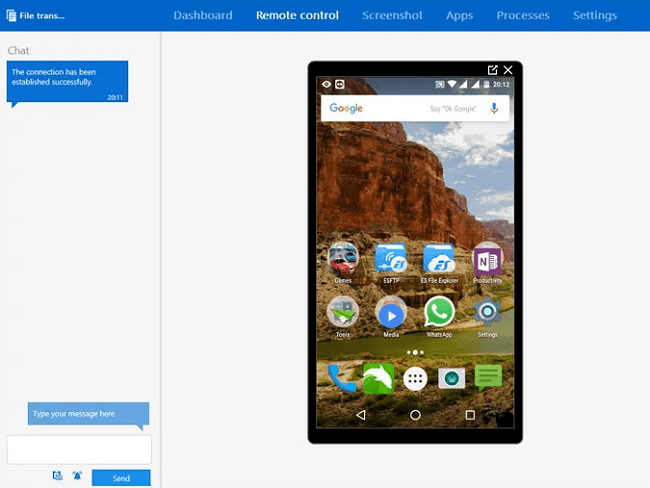 File trans...
Dashboard
Remote control
Screenshot
Apps
Processes
Settings
Chat
The connection has been
established successfully.
20:11
20:12
Google
Say "Ok Google"
Games
ESFTP
ES File Explorer
Productivity
Tools
Media
WhatsApp
Settings
Type your message here
Send